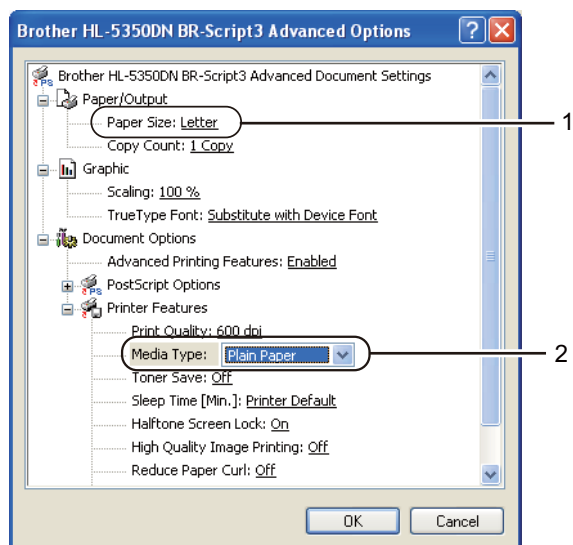 Brother HL-5350DN BR-Script3 Advanced Options
Brother HL-5350DN BR-Script3 Advanced Document Settings
Paper/Output
Paper Size: Letter
1
Copy Count: 1 Copy
Graphic
Scaling: 100 %
TrueType Font: Substitute with Device Font
Document Options
Advanced Printing Features: Enabled
PostScript Options
Printer Features
Print Quality: 600 dpi
Media Type: Plain Paper
2
Toner Save: Off
Sleep Time [Min.]: Printer Default
Halftone Screen Lock: On
High Quality Image Printing: Off
Reduce Paper Curl: Off
OK Cancel